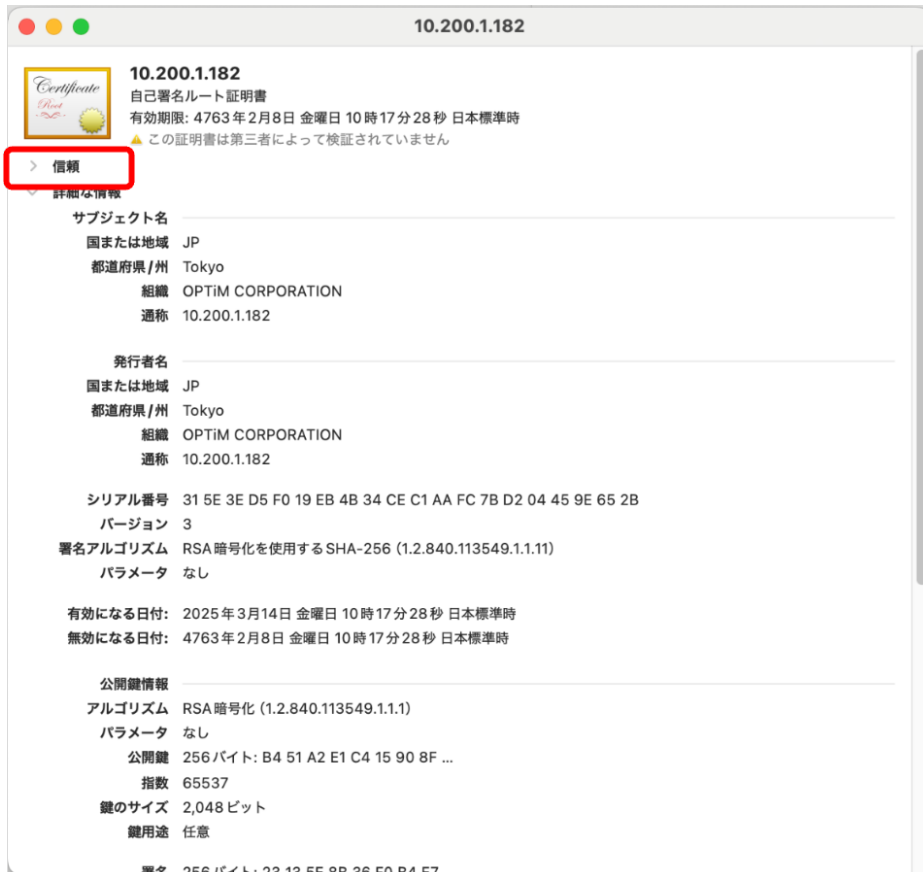 10.200.1.182
Certificate
Root
10.200.1.182
自己署名ルート証明書
有効期限: 4763年2月8日 金曜日 10時17分28秒 日本標準時
この証明書は第三者によって検証されていません
信頼
詳細な情報
サブジェクト名
国または地域 JP
都道府県/州 Tokyo
組織 OPTiM CORPORATION
通称 10.200.1.182
発行者名
国または地域 JP
都道府県/州 Tokyo
組織 OPTiM CORPORATION
通称 10.200.1.182
シリアル番号 31 5E 3E D5 F0 19 EB 4B 34 CE C1 AA FC 7B D2 04 45 9E 65 2B
バージョン 3
署名アルゴリズム RSA暗号化を使用するSHA-256 (1.2.840.113549.1.1.11)
パラメータ なし
有効になる日付: 2025年3月14日 金曜日 10時17分28秒 日本標準時
無効になる日付: 4763年2月8日 金曜日 10時17分28秒 日本標準時
公開鍵情報
アルゴリズム RSA暗号化 (1.2.840.113549.1.1.1)
パラメータ なし
公開鍵 256バイト: B4 51 A2 E1 C4 15 90 8F ...
指数 65537
鍵のサイズ 2,048ビット
鍵用途 任意
署名 256バイト: 23 13 5E 8B 36 F0 B4 F7